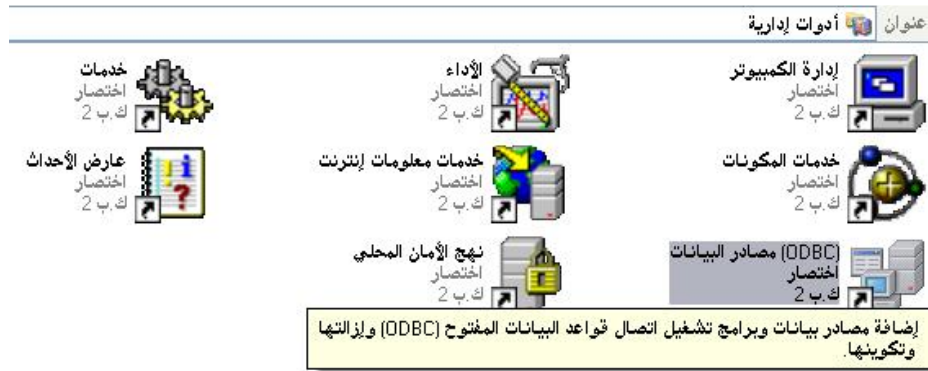 عنوان أدوات إدارية
إدارة الكمبيوتر
اختصار
2 ك.ب
الأداء
اختصار
2 ك.ب
خدمات
اختصار
2 ك.ب
خدمات المكونات
اختصار
2 ك.ب
خدمات معلومات إنترنت
اختصار
2 ك.ب
عارض الأحداث
اختصار
2 ك.ب
مصادر البيانات (ODBC)
اختصار
2 ك.ب
نهج الأمان المحلي
اختصار
2 ك.ب
إضافة مصادر بيانات وبرامج تشغيل اتصال قواعد البيانات المفتوح (ODBC) وإزالتها
وتكوينها.